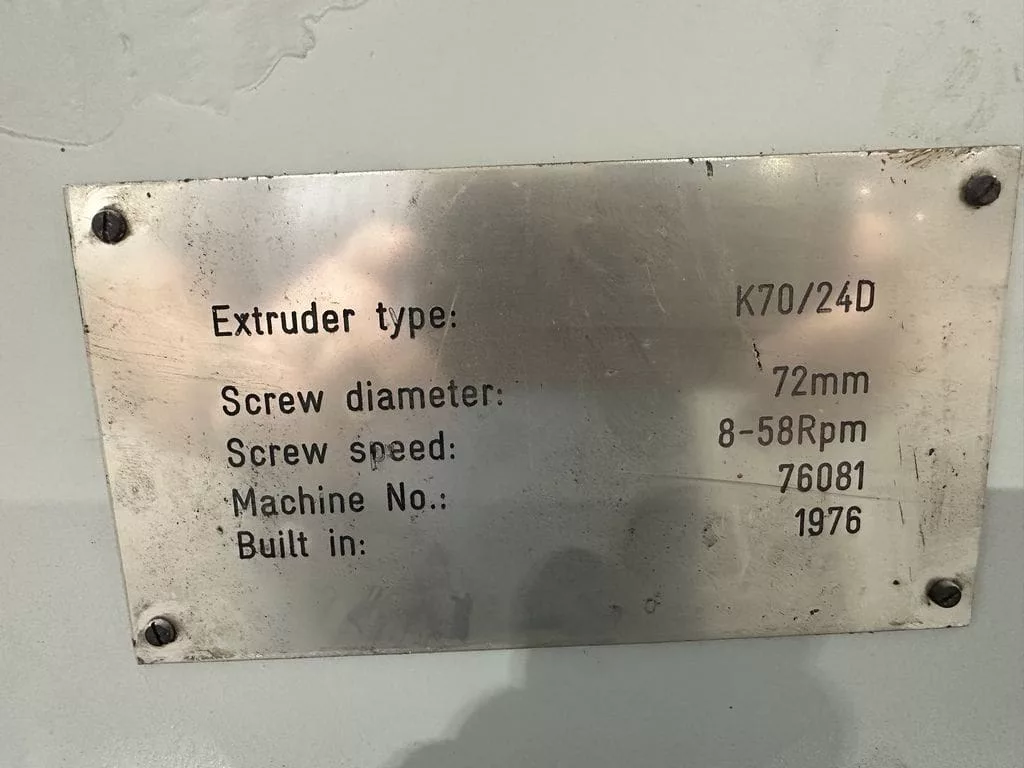 Extruder type: K70/24D
Screw diameter: 72mm
Screw speed: 8-58Rpm
Machine No.: 76081
Built in: 1976